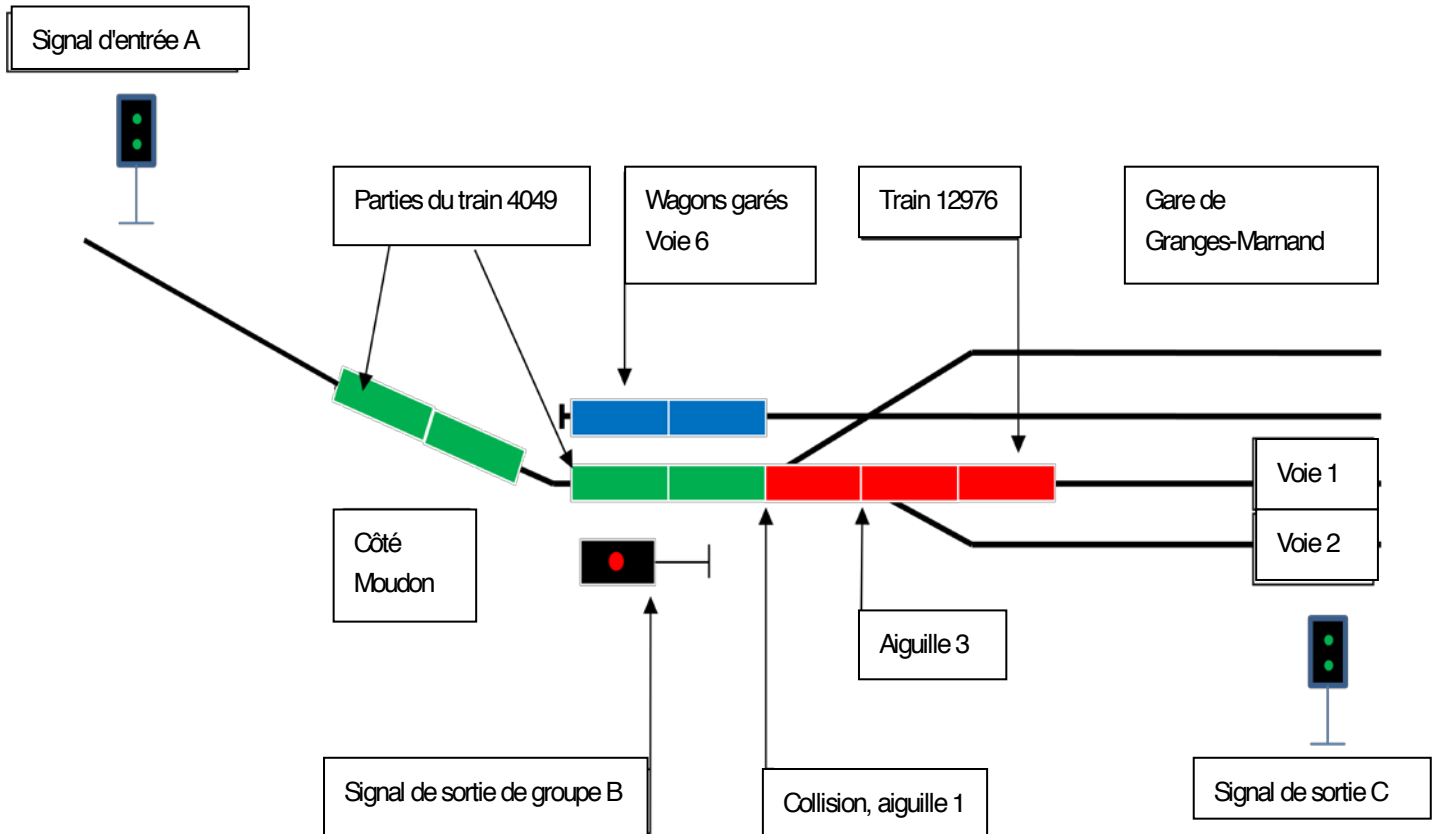 Signal d'entrée A
Parties du train 4049
Wagons garés
Voie 6
Train 12976
Gare de
Granges-Marnand
Voie 1
Voie 2
Côté
Moudon
Aiguille 3
Signal de sortie de groupe B
Collision, aiguille 1
Signal de sortie C